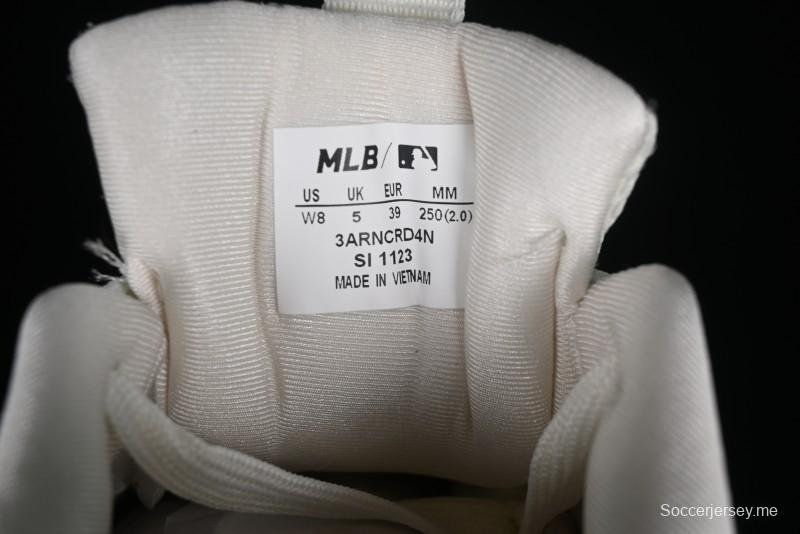 MLB
US UK EUR MM
W8 5 39 250(2.0)
3ARNCRD4N
SI 1123
MADE IN VIETNAM
Soccerjersey.me